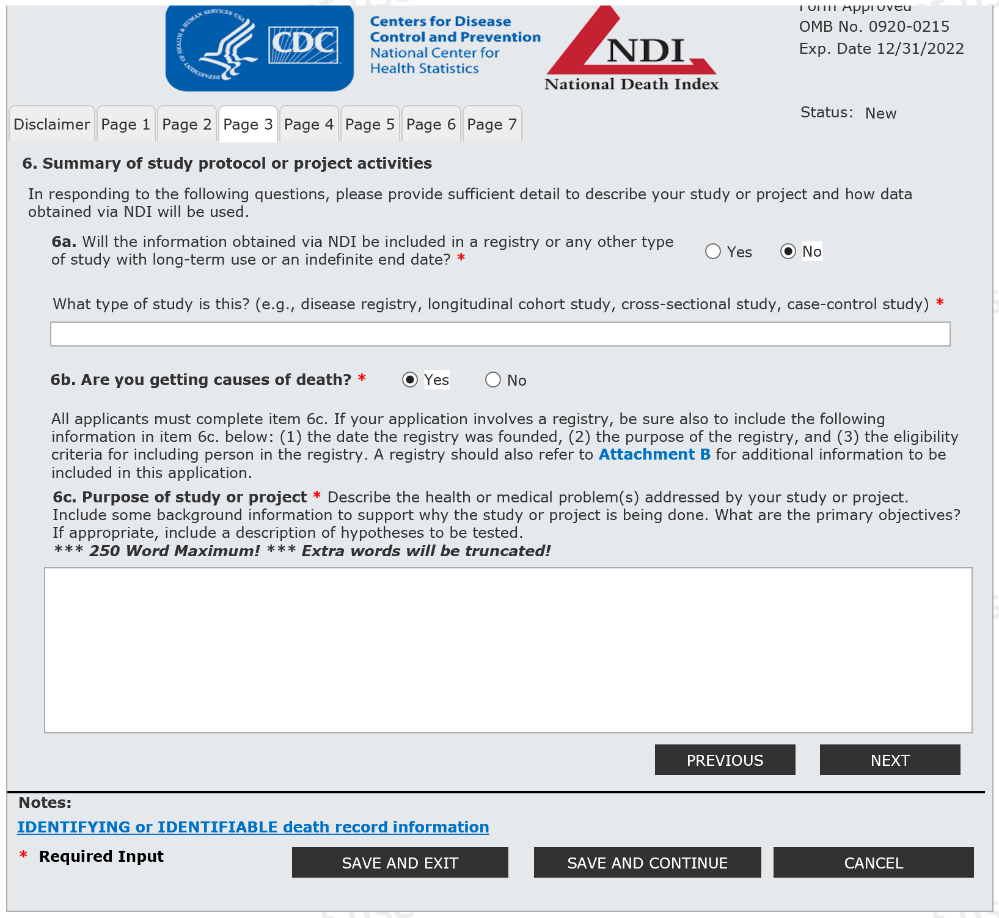 Form Approved
OMB No. 0920-0215
Exp. Date 12/31/2022
DEPARTMENT OF HEALTH & HUMAN SERVICES·USA
CDC
Centers for Disease
Control and Prevention
National Center for
Health Statistics
NDI
National Death Index
Status: New
Disclaimer Page 1 Page 2 Page 3 Page 4 Page 5 Page 6 Page 7
6. Summary of study protocol or project activities
In responding to the following questions, please provide sufficient detail to describe your study or project and how data
obtained via NDI will be used.
6a. Will the information obtained via NDI be included in a registry or any other type
of study with long-term use or an indefinite end date? *
Yes No
What type of study is this? (e.g., disease registry, longitudinal cohort study, cross-sectional study, case-control study) *
6b. Are you getting causes of death? * Yes No
All applicants must complete item 6c. If your application involves a registry, be sure also to include the following
information in item 6c. below: (1) the date the registry was founded, (2) the purpose of the registry, and (3) the eligibility
criteria for including person in the registry. A registry should also refer to Attachment B for additional information to be
included in this application.
6c. Purpose of study or project * Describe the health or medical problem(s) addressed by your study or project.
Include some background information to support why the study or project is being done. What are the primary objectives?
If appropriate, include a description of hypotheses to be tested.
*** 250 Word Maximum! *** Extra words will be truncated!
PREVIOUS NEXT
Notes:
IDENTIFYING or IDENTIFIABLE death record information
* Required Input
SAVE AND EXIT SAVE AND CONTINUE CANCEL